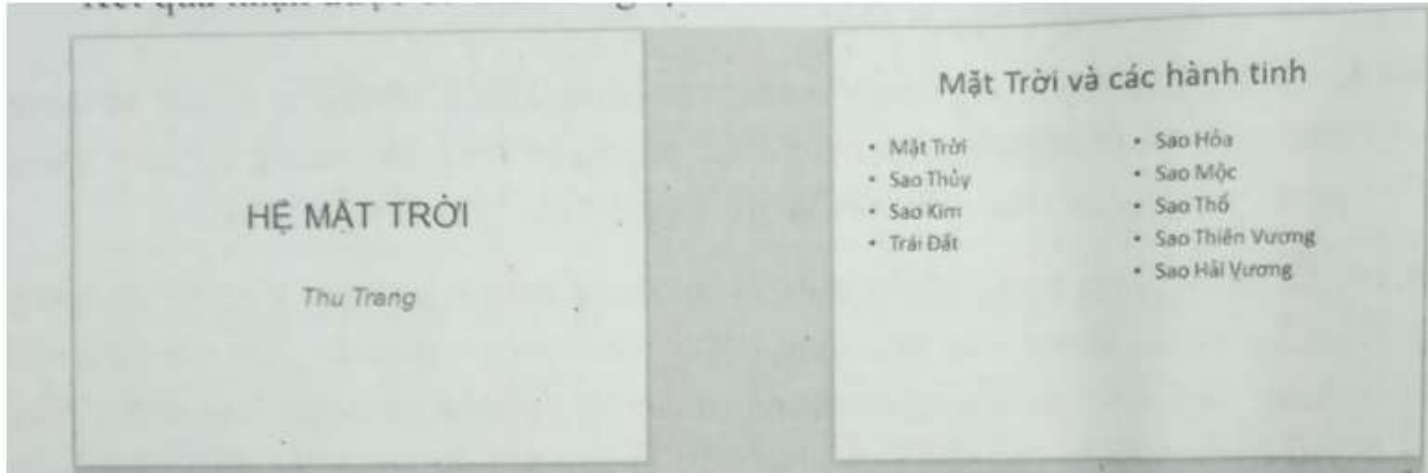 HỆ MẶT TRỜI
Thu Trang
Mặt Trời và các hành tinh
• Mặt Trời
• Sao Thủy
• Sao Kim
• Trái Đất
• Sao Hỏa
• Sao Mộc
• Sao Thổ
• Sao Thiên Vương
• Sao Hải Vương